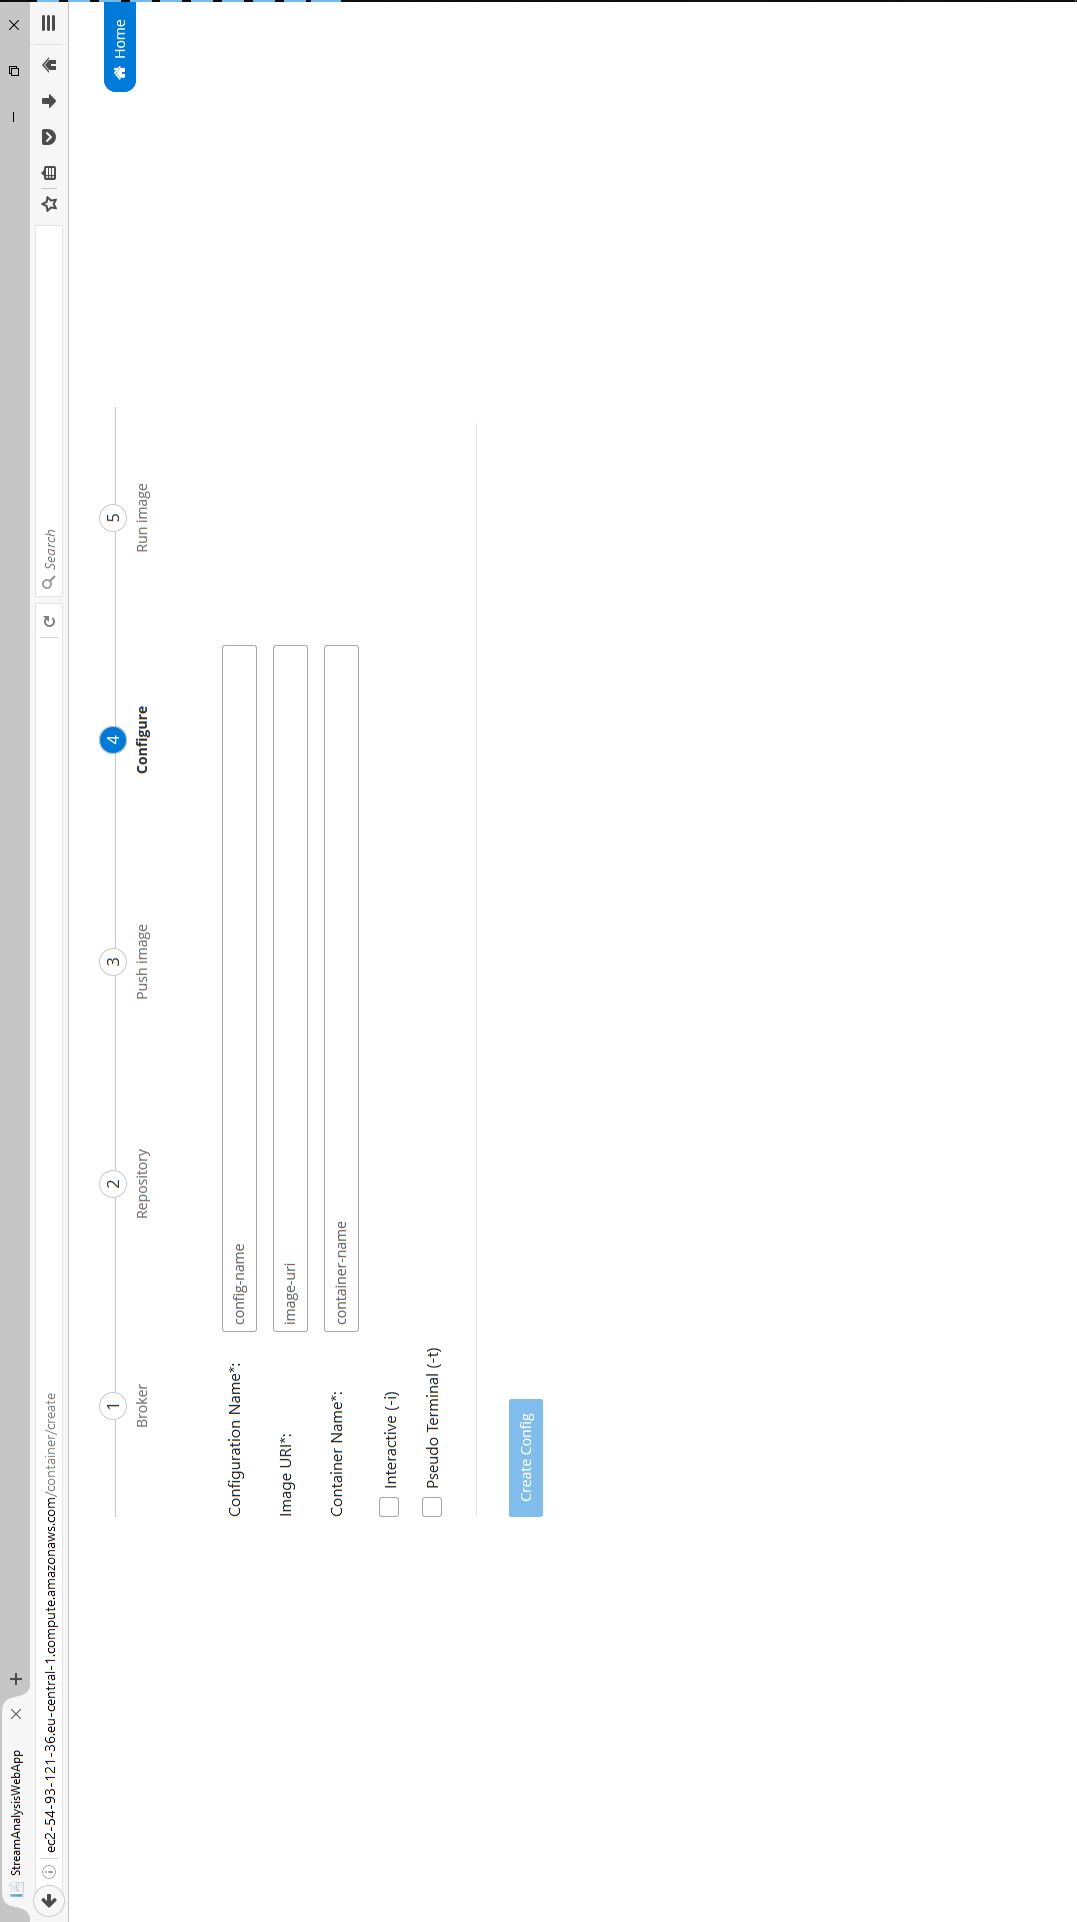 StreamAnalysisWebApp
ec2-54-93-121-36.eu-central-1.compute.amazonaws.com/container/create
Search
Home
1 2 3 4 5
Broker Repository Push image Configure Run image
Configuration Name*: config-name
Image URI*: image-uri
Container Name*: container-name
Interactive (-i)
Pseudo Terminal (-t)
Create Config